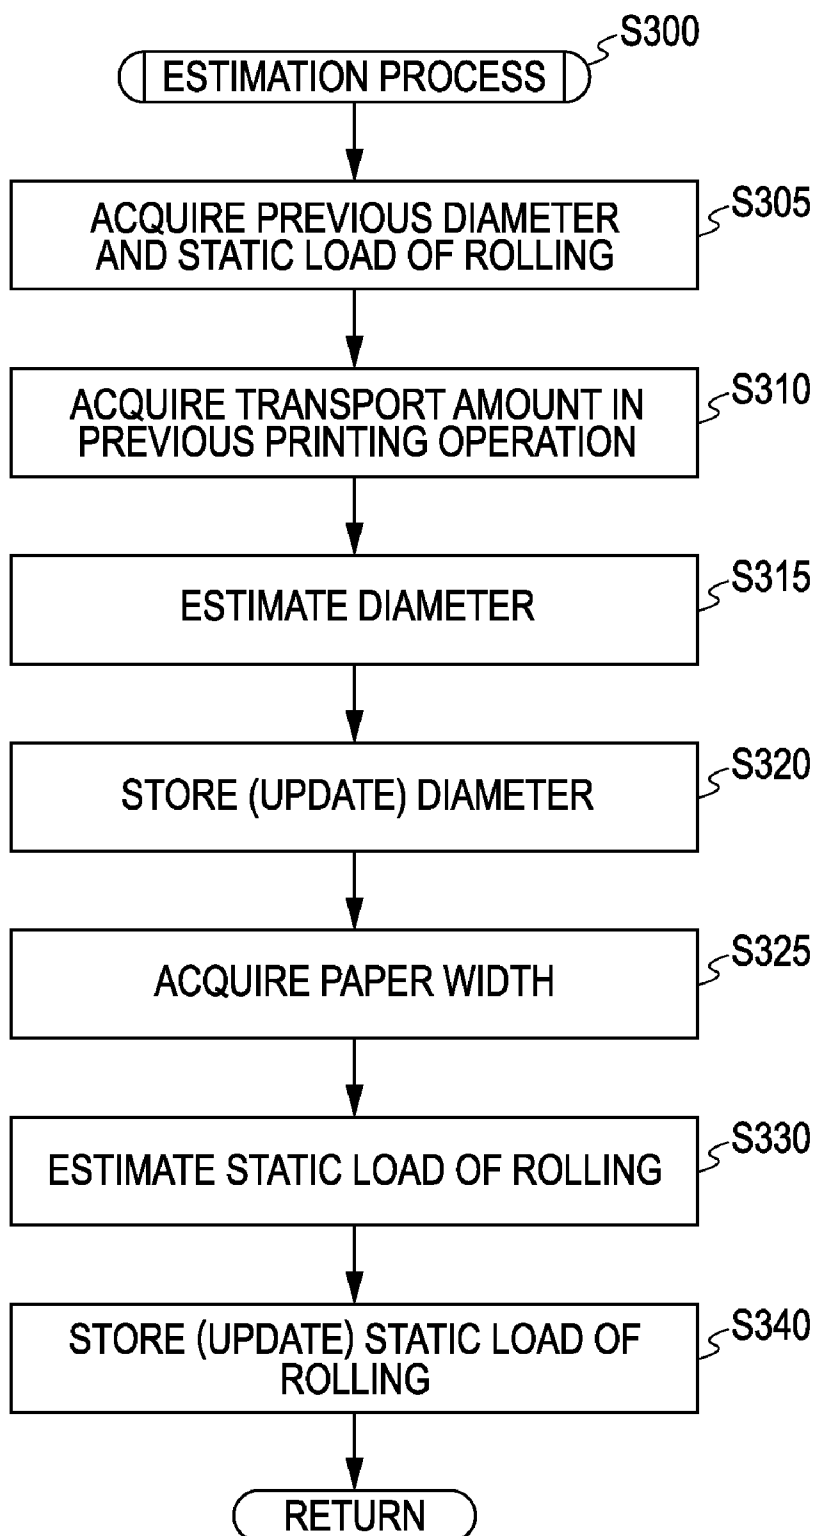 S300
ESTIMATION PROCESS
S305
ACQUIRE PREVIOUS DIAMETER
AND STATIC LOAD OF ROLLING
S310
ACQUIRE TRANSPORT AMOUNT IN
PREVIOUS PRINTING OPERATION
S315
ESTIMATE DIAMETER
S320
STORE (UPDATE) DIAMETER
S325
ACQUIRE PAPER WIDTH
S330
ESTIMATE STATIC LOAD OF ROLLING
S340
STORE (UPDATE) STATIC LOAD OF
ROLLING
RETURN